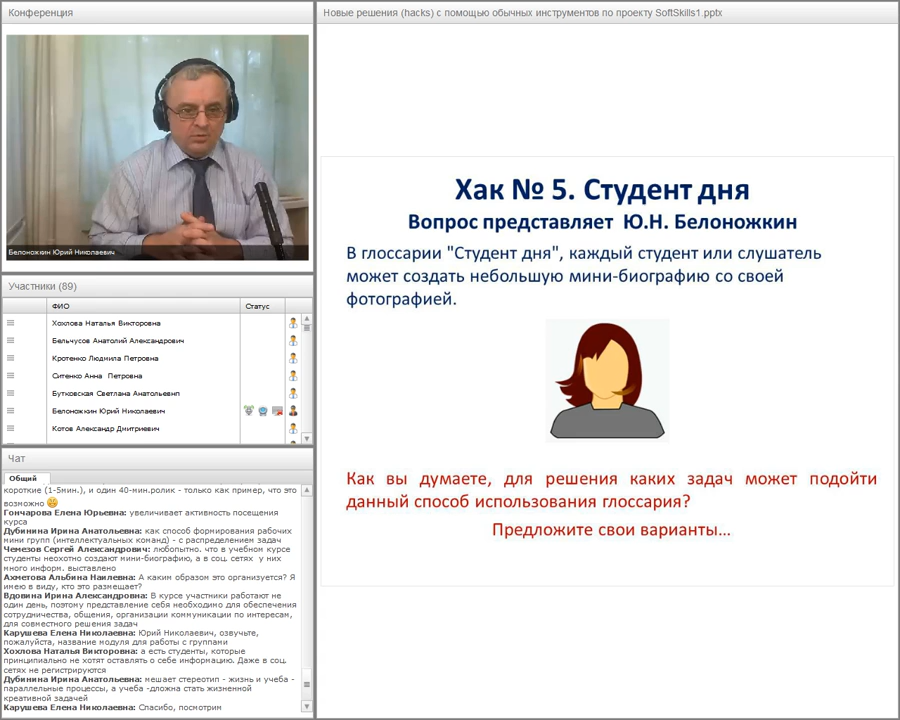 Конференция
Белоножкин Юрий Николаевич
Участники (89)
ФИО
Статус
Хохлова Наталья Викторовна
Бельчусов Анатолий Александрович
Кротенко Людмила Петровна
Ситенко Анна Петровна
Бутковская Светлана Анатольевнп
Белоножкин Юрий Николаевич
Котов Александр Дмитриевич
Чат
Общий
короткие (1-5мин.), и один 40-мин.ролик - только как пример, что это
возможно
Гончарова Елена Юрьевна: увеличивает активность посещения
курса
Дубинина Ирина Анатольевна: как способ формирования рабочих
мини групп (интеллектуальных команд) - с распределением задач
Чемезов Сергей Александрович: любопытно. что в учебном курсе
студенты неохотно создают мини-биографию, а в соц. сетях у них
много информ. выставлено
Ахметова Альбина Наилевна: А каким образом это организуется? Я
имею в виду, кто это размещает?
Вдовина Ирина Александровна: В курсе участники работают не
один день, поэтому представление себя необходимо для обеспечения
сотрудничества, общения, организации коммуникации по интересам,
для совместного решения задач
Карушева Елена Николаевна: Юрий Николаевич, озвучьте,
пожалуйста, название модуля для работы с группами
Хохлова Наталья Викторовна: а есть студенты, которые
принципиально не хотят оставлять о себе информацию. Даже в соц.
сетях не регистрируются
Дубинина Ирина Анатольевна: мешает стереотип - жизнь и учеба -
параллельные процессы, а учеба -дложна стать жизненной
креативной задачей
Карушева Елена Николаевна: Спасибо, посмотрим
Новые решения (hacks) с помощью обычных инструментов по проекту SoftSkills1.pptx
Хак № 5. Студент дня
Вопрос представляет Ю.Н. Белоножкин
В глоссарии "Студент дня", каждый студент или слушатель
может создать небольшую мини-биографию со своей
фотографией.
Как вы думаете, для решения каких задач может подойти
данный способ использования глоссария?
Предложите свои варианты...